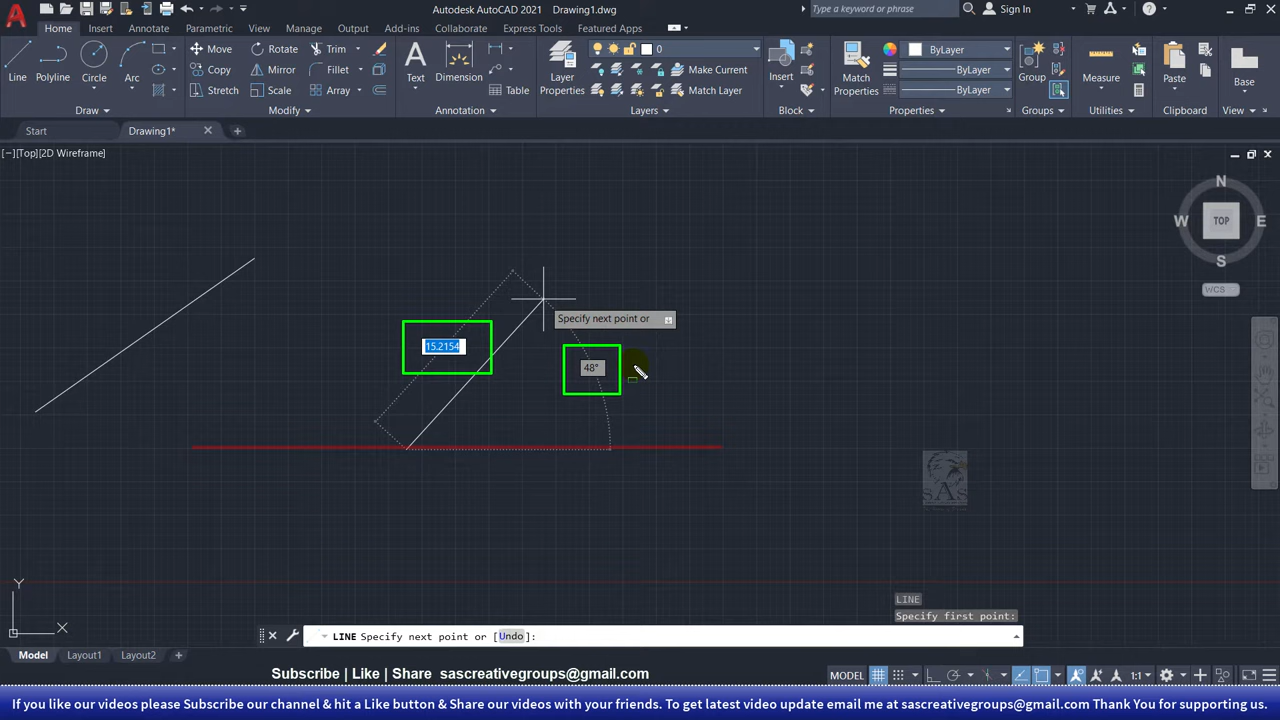 Autodesk AutoCAD 2021 Drawing1.dwg
Type a keyword or phrase
Sign In
Home Insert Annotate Parametric View Manage Output Add-ins Collaborate Express Tools Featured Apps
Line Polyline Circle Arc
Move Rotate Trim
Copy Mirror Fillet
Stretch Scale Array
Text Dimension Table
Layer Properties
0
Make Current
Match Layer
Insert
Match Properties
ByLayer
ByLayer
ByLayer
Group
Measure
Paste
Base
Draw Modify Annotation Layers Block Properties Groups Utilities Clipboard View
Start Drawing1*
[−][Top][2D Wireframe]
N
W TOP E
S
WCS
Specify next point or
15.2154
48°
SAS
Y
X
LINE
Specify first point:
LINE Specify next point or [Undo]:
Model Layout1 Layout2
MODEL
1:1
Subscribe | Like | Share sascreativegroups@gmail.com
If you like our videos please Subscribe our channel & hit a Like button & Share our videos with your friends. To get latest video update email me at sascreativegroups@gmail.com Thank You for supporting us.